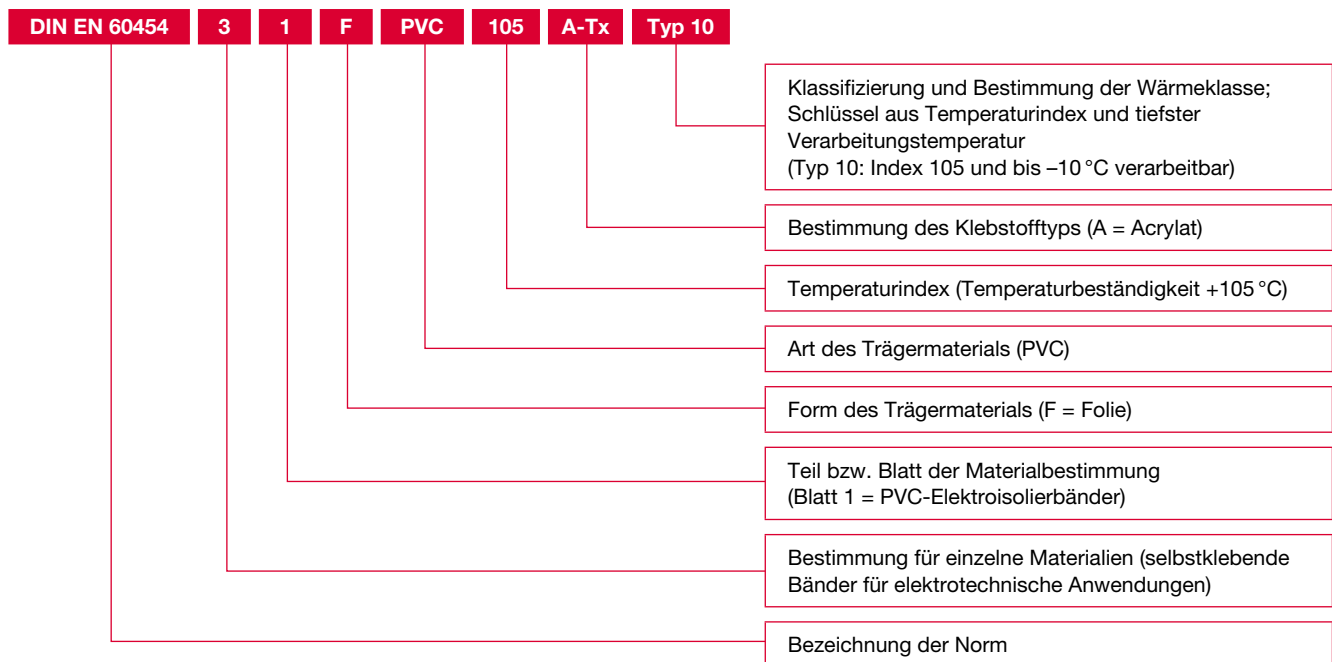 DIN EN 60454 3 1 F PVC 105 A-Tx Typ 10
Klassifizierung und Bestimmung der Wärmeklasse;
Schlüssel aus Temperaturindex und tiefster
Verarbeitungstemperatur
(Typ 10: Index 105 und bis –10 °C verarbeitbar)
Bestimmung des Klebstofftyps (A = Acrylat)
Temperaturindex (Temperaturbeständigkeit +105 °C)
Art des Trägermaterials (PVC)
Form des Trägermaterials (F = Folie)
Teil bzw. Blatt der Materialbestimmung
(Blatt 1 = PVC-Elektroisolierbänder)
Bestimmung für einzelne Materialien (selbstklebende
Bänder für elektrotechnische Anwendungen)
Bezeichnung der Norm